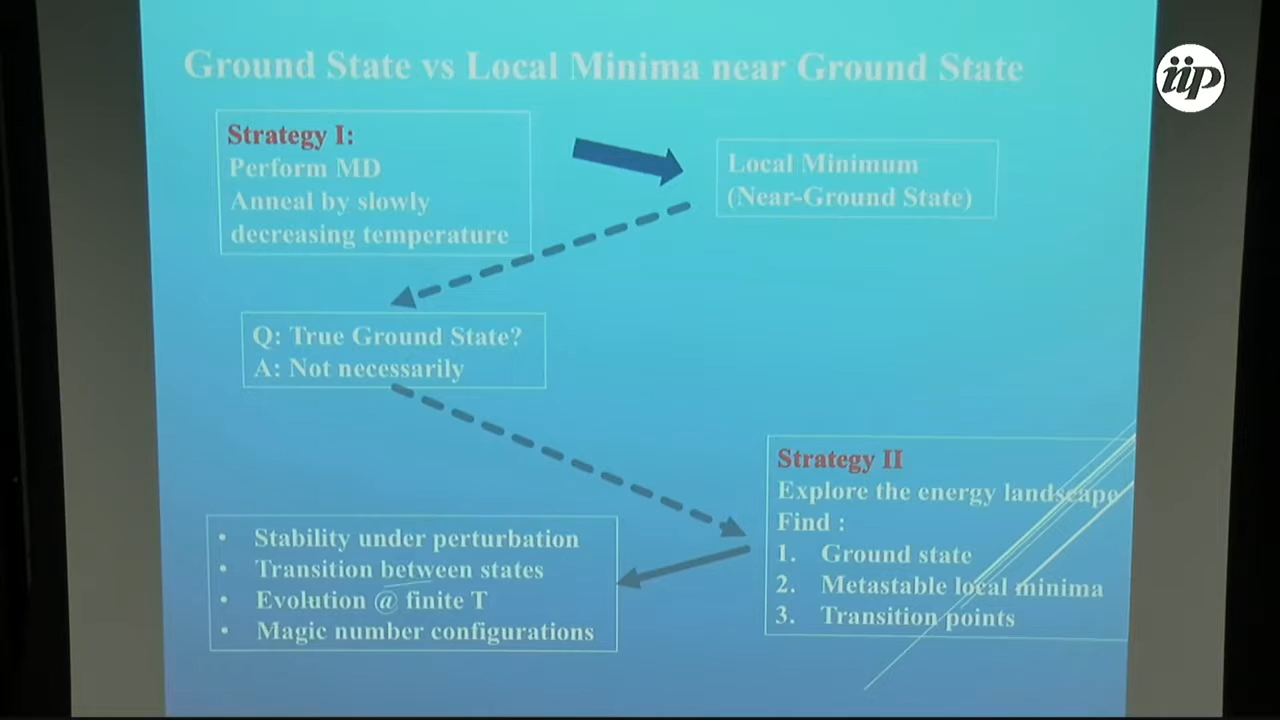 Ground State vs Local Minima near Ground State
iip
Strategy I:
Perform MD
Anneal by slowly
decreasing temperature
Local Minimum
(Near-Ground State)
Q: True Ground State?
A: Not necessarily
Strategy II
Explore the energy landscape
Find :
1. Ground state
2. Metastable local minima
3. Transition points
• Stability under perturbation
• Transition between states
• Evolution @ finite T
• Magic number configurations